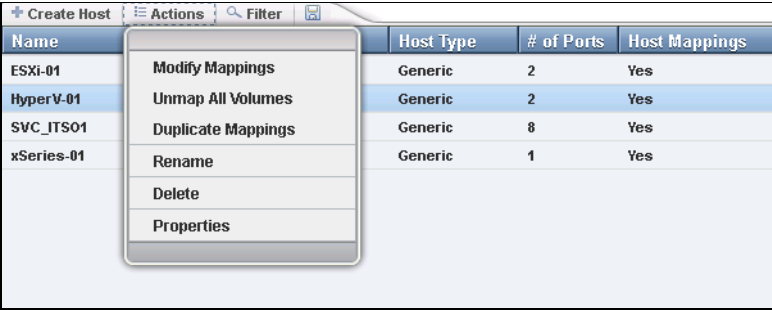 Create Host Actions Filter
Name Host Type # of Ports Host Mappings
ESXi-01 Generic 2 Yes
HyperV-01 Generic 2 Yes
SVC_ITSO1 Generic 8 Yes
xSeries-01 Generic 1 Yes
Modify Mappings
Unmap All Volumes
Duplicate Mappings
Rename
Delete
Properties